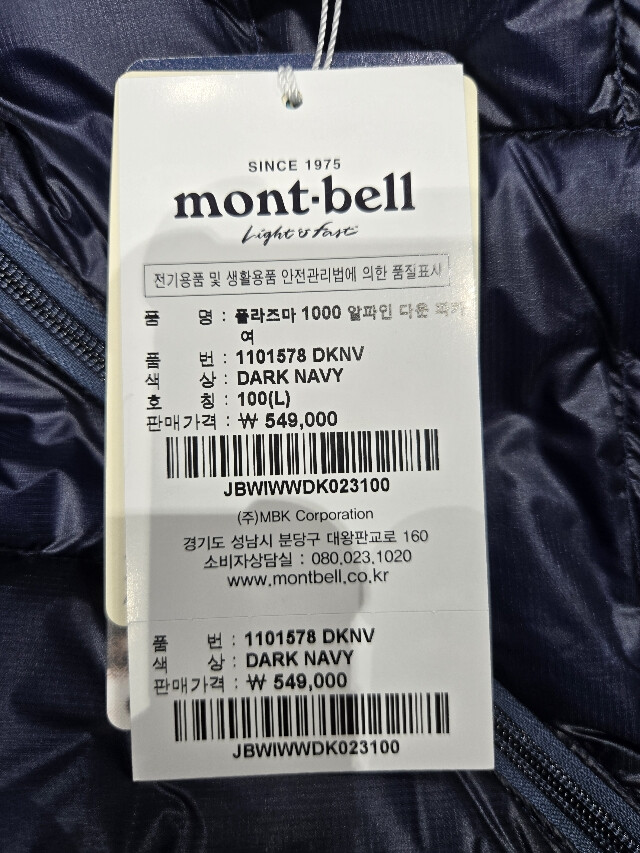 SINCE 1975
mont-bell
Light & Fast
전기용품 및 생활용품 안전관리법에 의한 품질표시
품 명 : 플라즈마 1000 알파인 다운 파카
여
품 번 : 1101578 DKNV
색 상 : DARK NAVY
호 칭 : 100(L)
판매가격 : ₩ 549,000
JBWIWWDK023100
(주)MBK Corporation
경기도 성남시 분당구 대왕판교로 160
소비자상담실 : 080.023.1020
www.montbell.co.kr
품 번 : 1101578 DKNV
색 상 : DARK NAVY
판매가격 : ₩ 549,000
JBWIWWDK023100